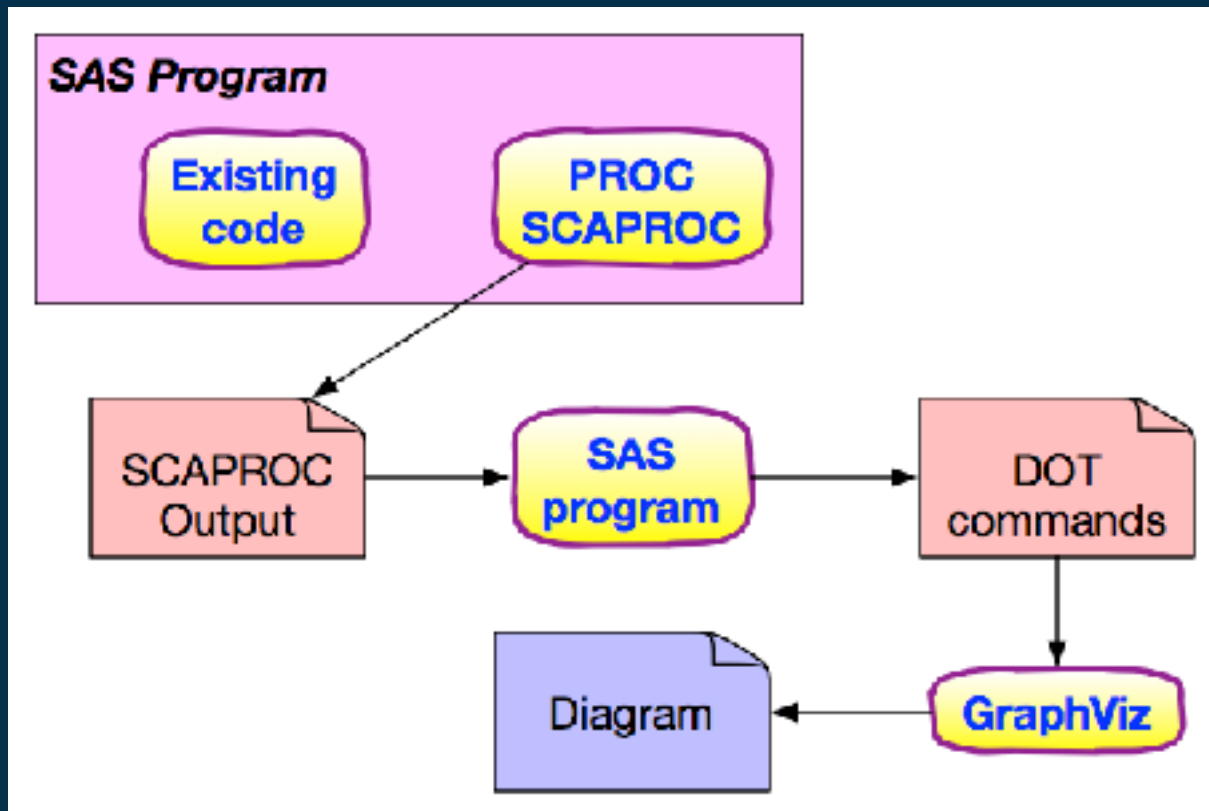 SAS Program
Existing
code
PROC
SCAPROC
SCAPROC
Output
SAS
program
DOT
commands
Diagram
GraphViz